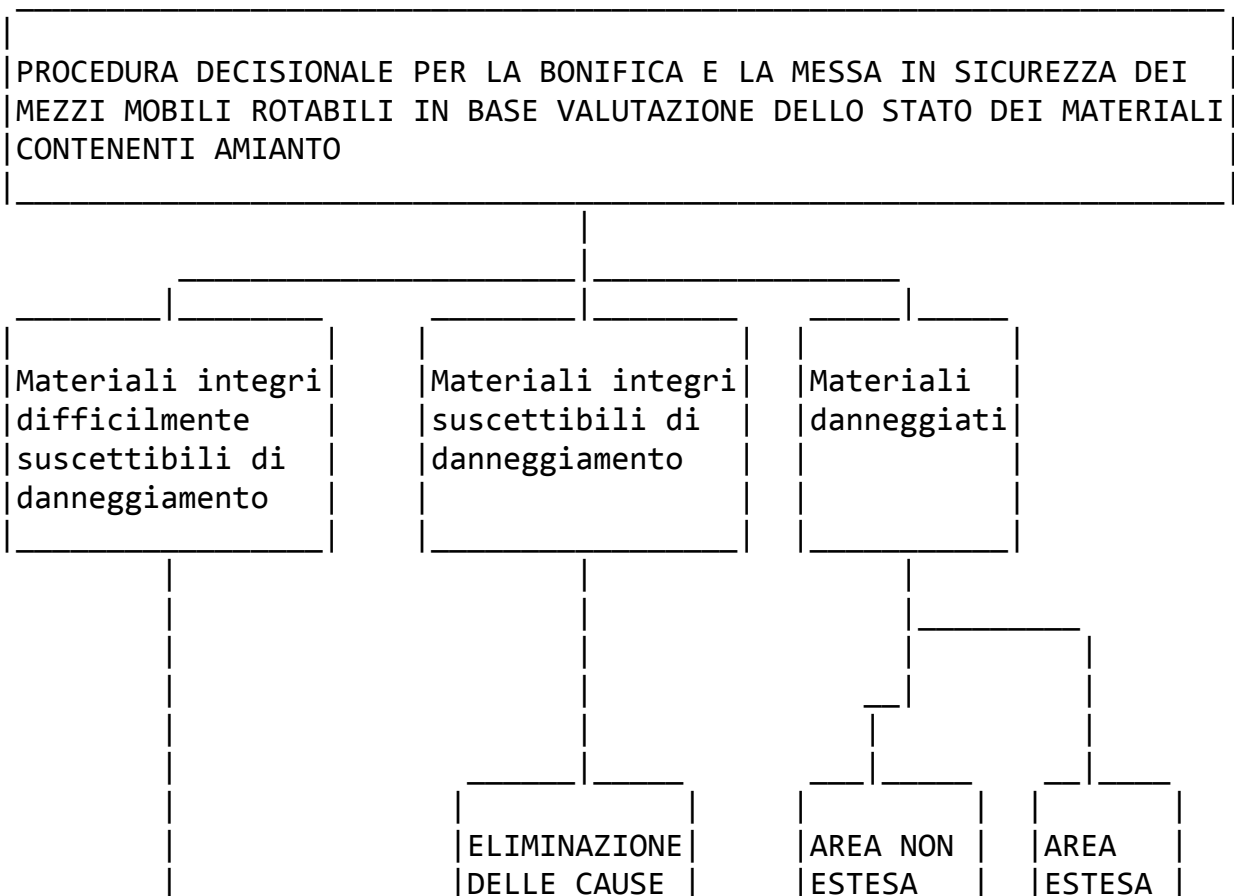 PROCEDURA DECISIONALE PER LA BONIFICA E LA MESSA IN SICUREZZA DEI
MEZZI MOBILI ROTABILI IN BASE VALUTAZIONE DELLO STATO DEI MATERIALI
CONTENENTI AMIANTO
Materiali integri
difficilmente
suscettibili di
danneggiamento
Materiali integri
suscettibili di
danneggiamento
Materiali
danneggiati
ELIMINAZIONE
DELLE CAUSE
AREA NON
ESTESA
AREA
ESTESA